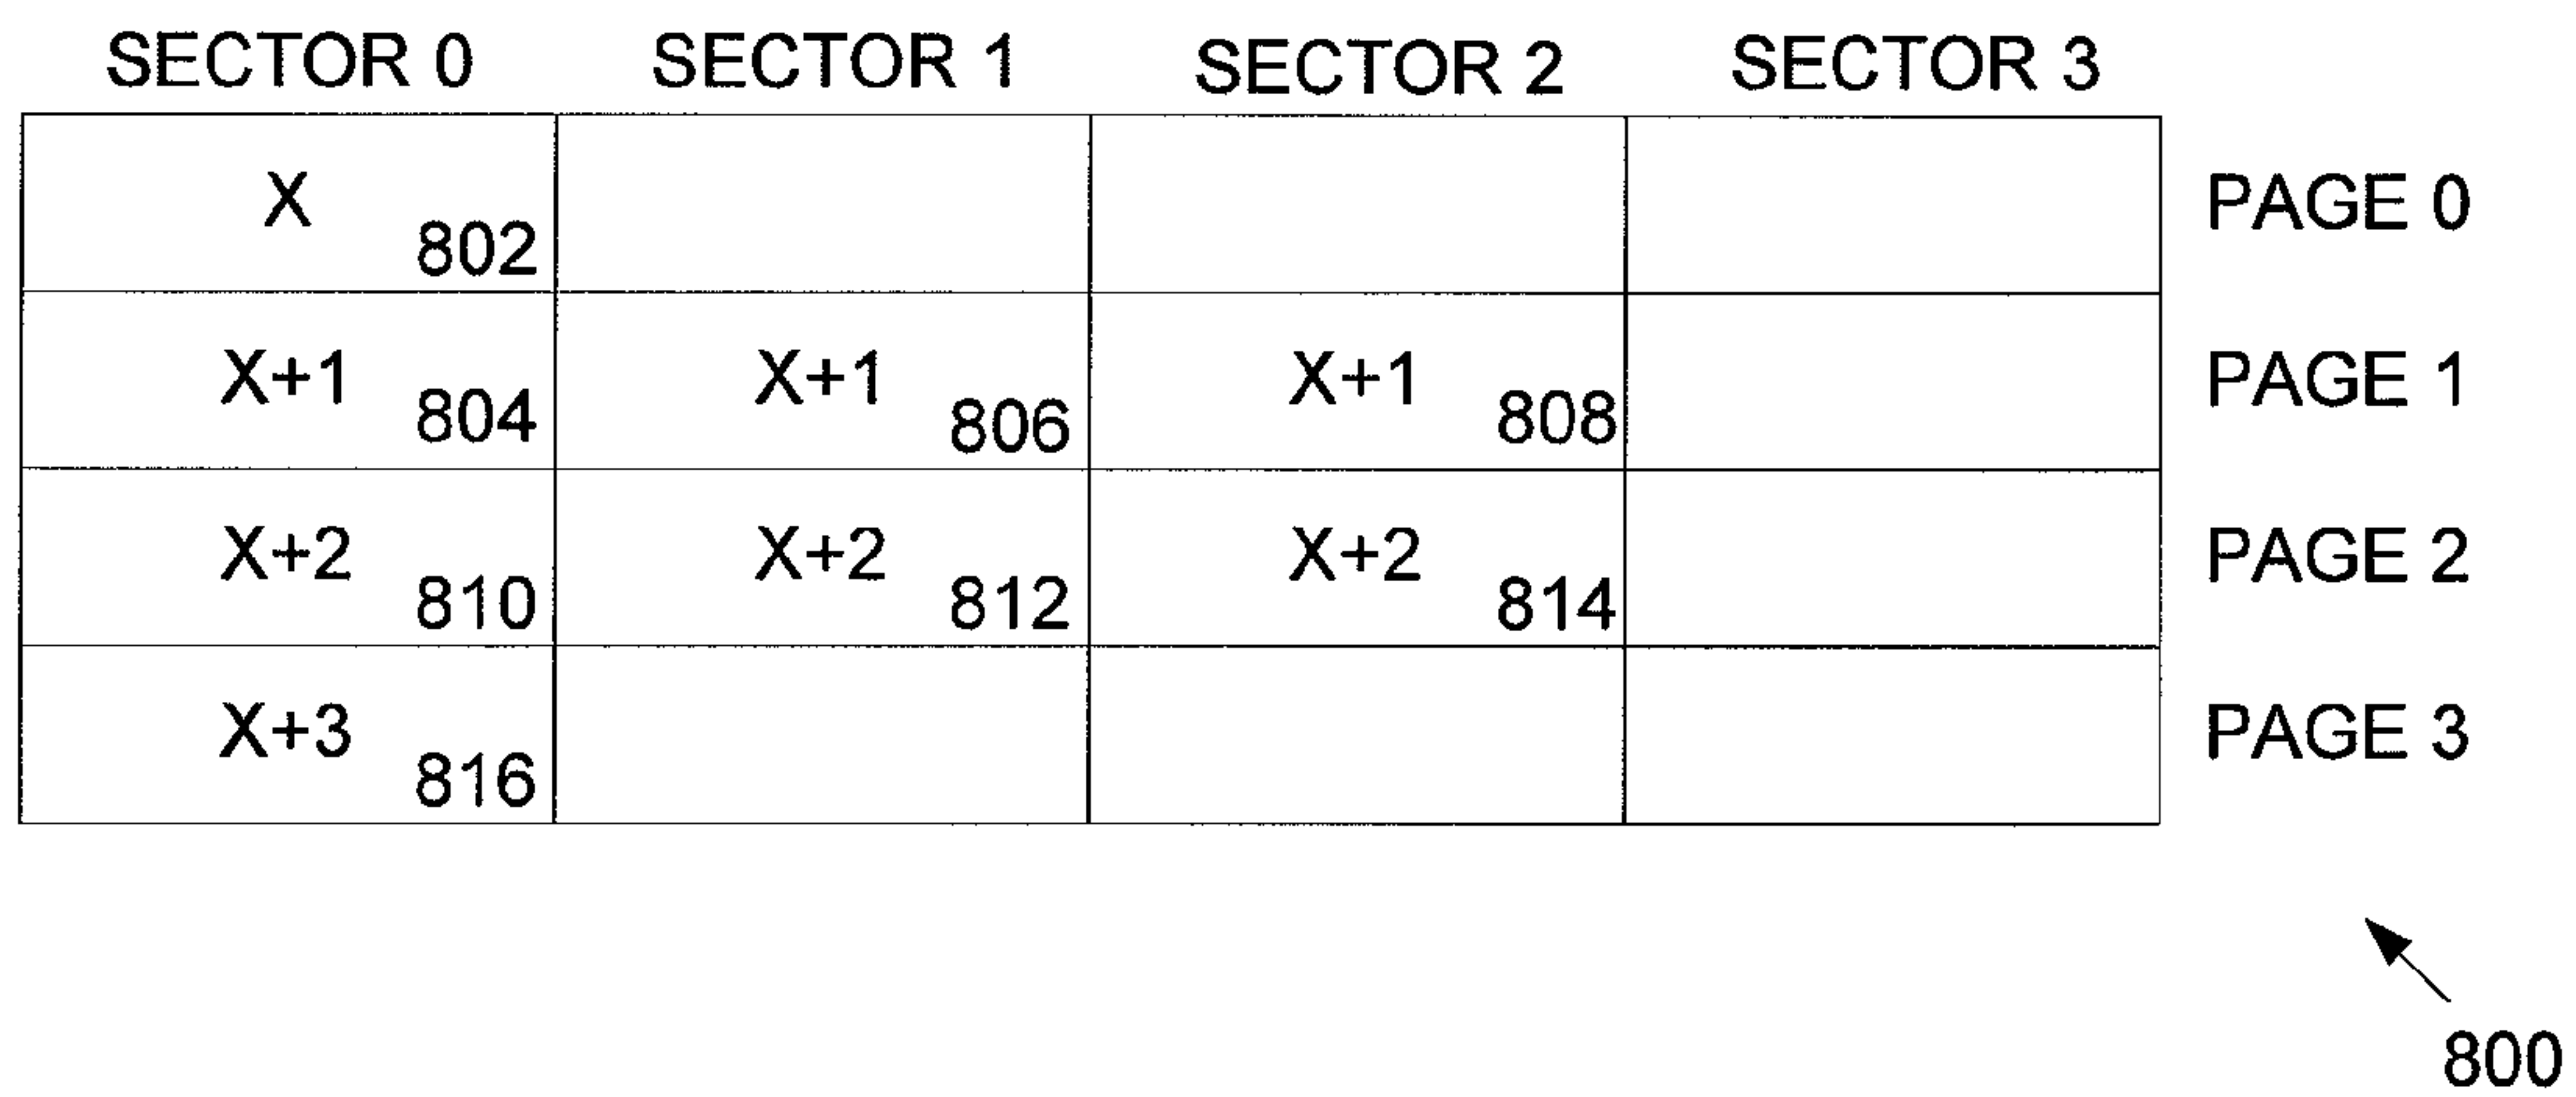 SECTOR 0 SECTOR 1 SECTOR 2 SECTOR 3
X 802 PAGE 0
X+1 804 X+1 806 X+1 808 PAGE 1
X+2 810 X+2 812 X+2 814 PAGE 2
X+3 816 PAGE 3
800